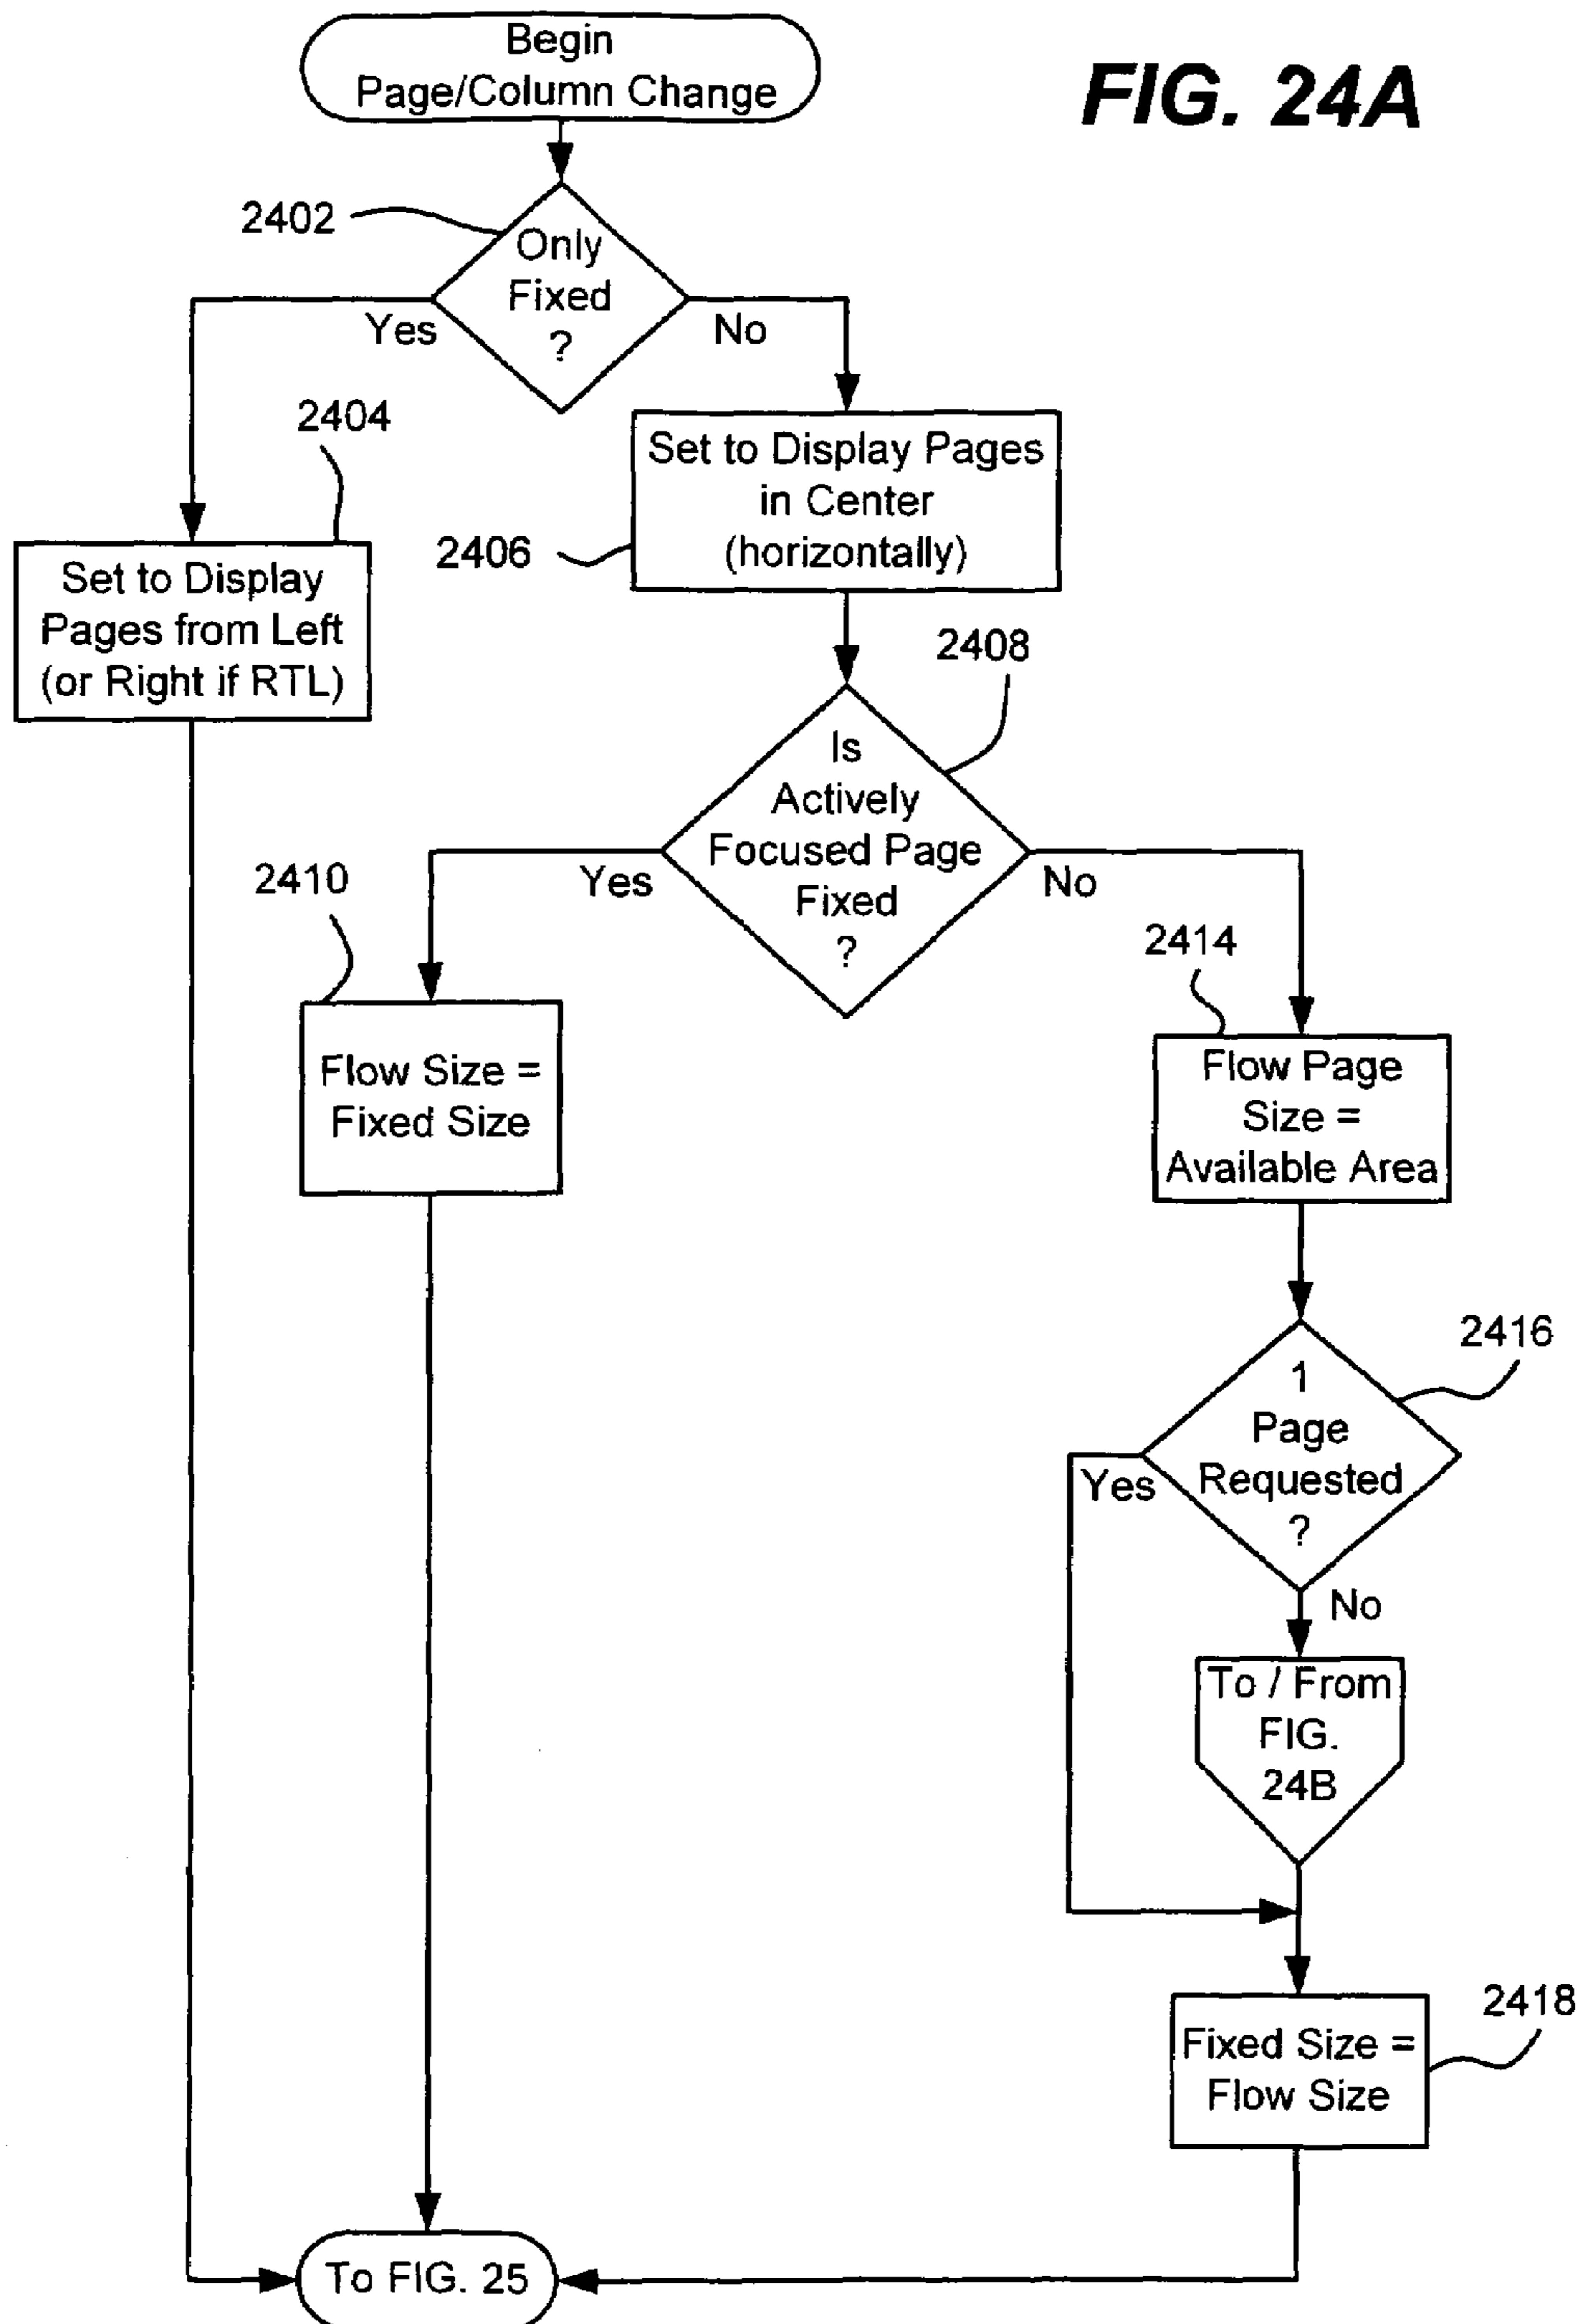 Begin
Page/Column Change
FIG. 24A
2402
Only
Fixed
?
Yes
No
2404
Set to Display
Pages from Left
(or Right if RTL)
2406
Set to Display Pages
in Center
(horizontally)
2408
Is
Actively
Focused Page
Fixed
?
Yes
No
2410
Flow Size =
Fixed Size
2414
Flow Page
Size =
Available Area
2416
1
Page
Requested
?
Yes
No
To / From
FIG.
24B
2418
Fixed Size =
Flow Size
To FIG. 25